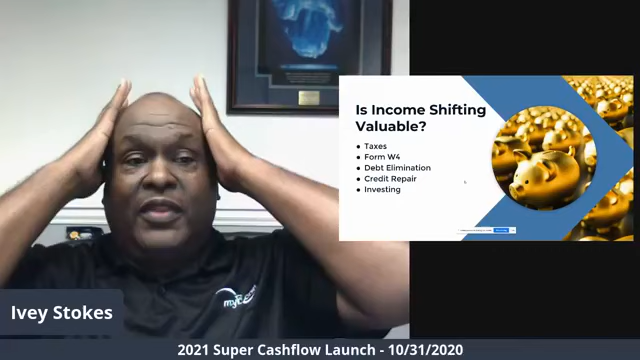 Is Income Shifting
Valuable?
● Taxes
● Form W4
● Debt Elimination
● Credit Repair
● Investing
Ivey Stokes
2021 Super Cashflow Launch - 10/31/2020